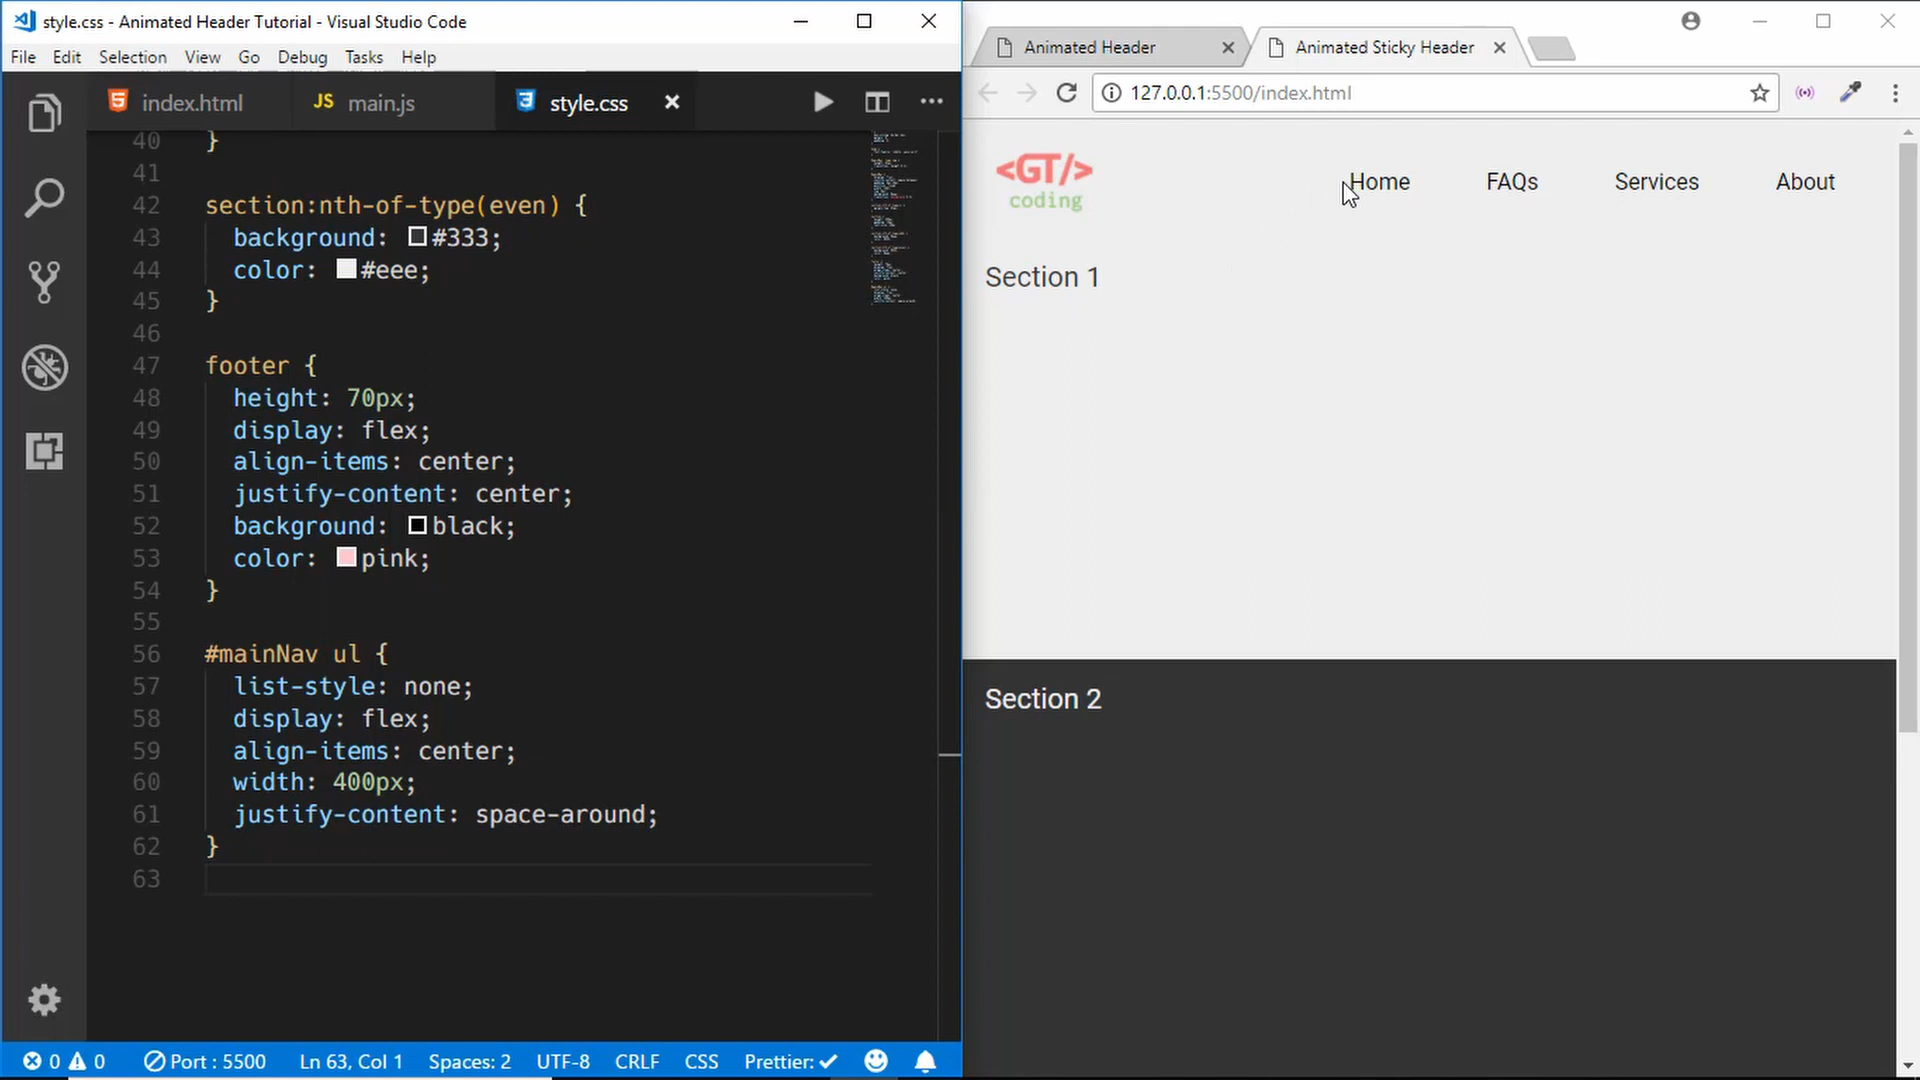 style.css - Animated Header Tutorial - Visual Studio Code
File Edit Selection View Go Debug Tasks Help
index.html
JS main.js
style.css
40 }
41
42 section:nth-of-type(even) {
43 background: #333;
44 color: #eee;
45 }
46
47 footer {
48 height: 70px;
49 display: flex;
50 align-items: center;
51 justify-content: center;
52 background: black;
53 color: pink;
54 }
55
56 #mainNav ul {
57 list-style: none;
58 display: flex;
59 align-items: center;
60 width: 400px;
61 justify-content: space-around;
62 }
63
0 0 Port : 5500 Ln 63, Col 1 Spaces: 2 UTF-8 CRLF CSS Prettier: ✓
Animated Header
Animated Sticky Header
127.0.0.1:5500/index.html
<GT/>
coding
Home FAQs Services About
Section 1
Section 2